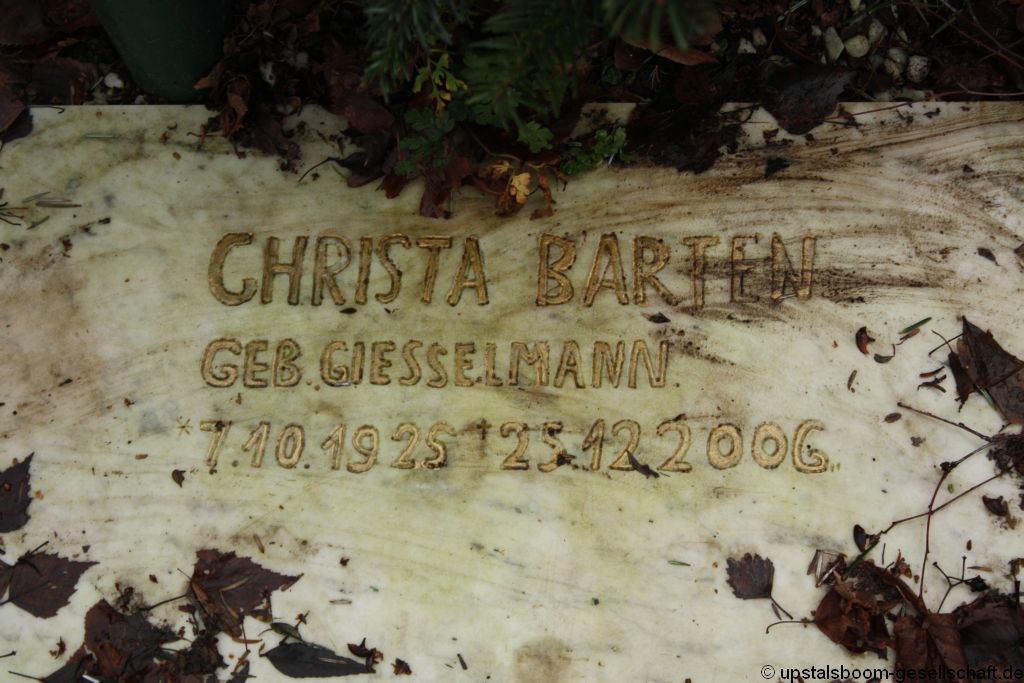 CHRISTA BARTEN
GEB. GIESSELMANN.
*7.10.1925 †25.12.2006.
© upstalsboom-gesellschaft.de